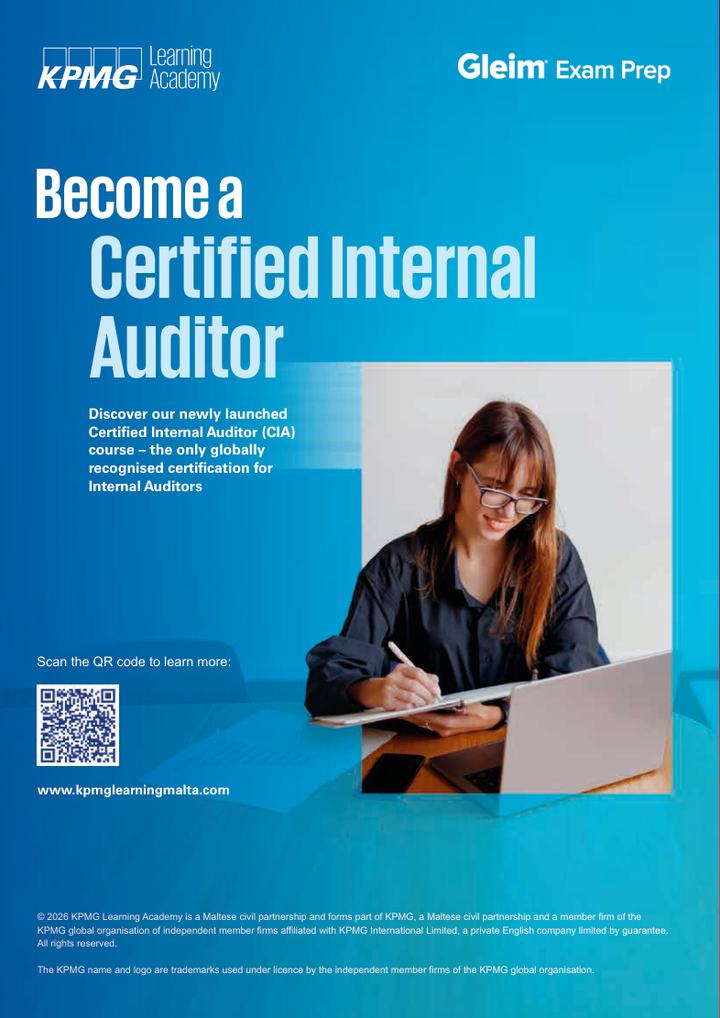 KPMG Learning
Academy
Gleim Exam Prep
Become a
Certified Internal
Auditor
Discover our newly launched
Certified Internal Auditor (CIA)
course – the only globally
recognised certification for
Internal Auditors
Scan the QR code to learn more:
www.kpmglearningmalta.com
© 2026 KPMG Learning Academy is a Maltese civil partnership and forms part of KPMG, a Maltese civil partnership and a member firm of the
KPMG global organisation of independent member firms affiliated with KPMG International Limited, a private English company limited by guarantee.
All rights reserved.
The KPMG name and logo are trademarks used under licence by the independent member firms of the KPMG global organisation.